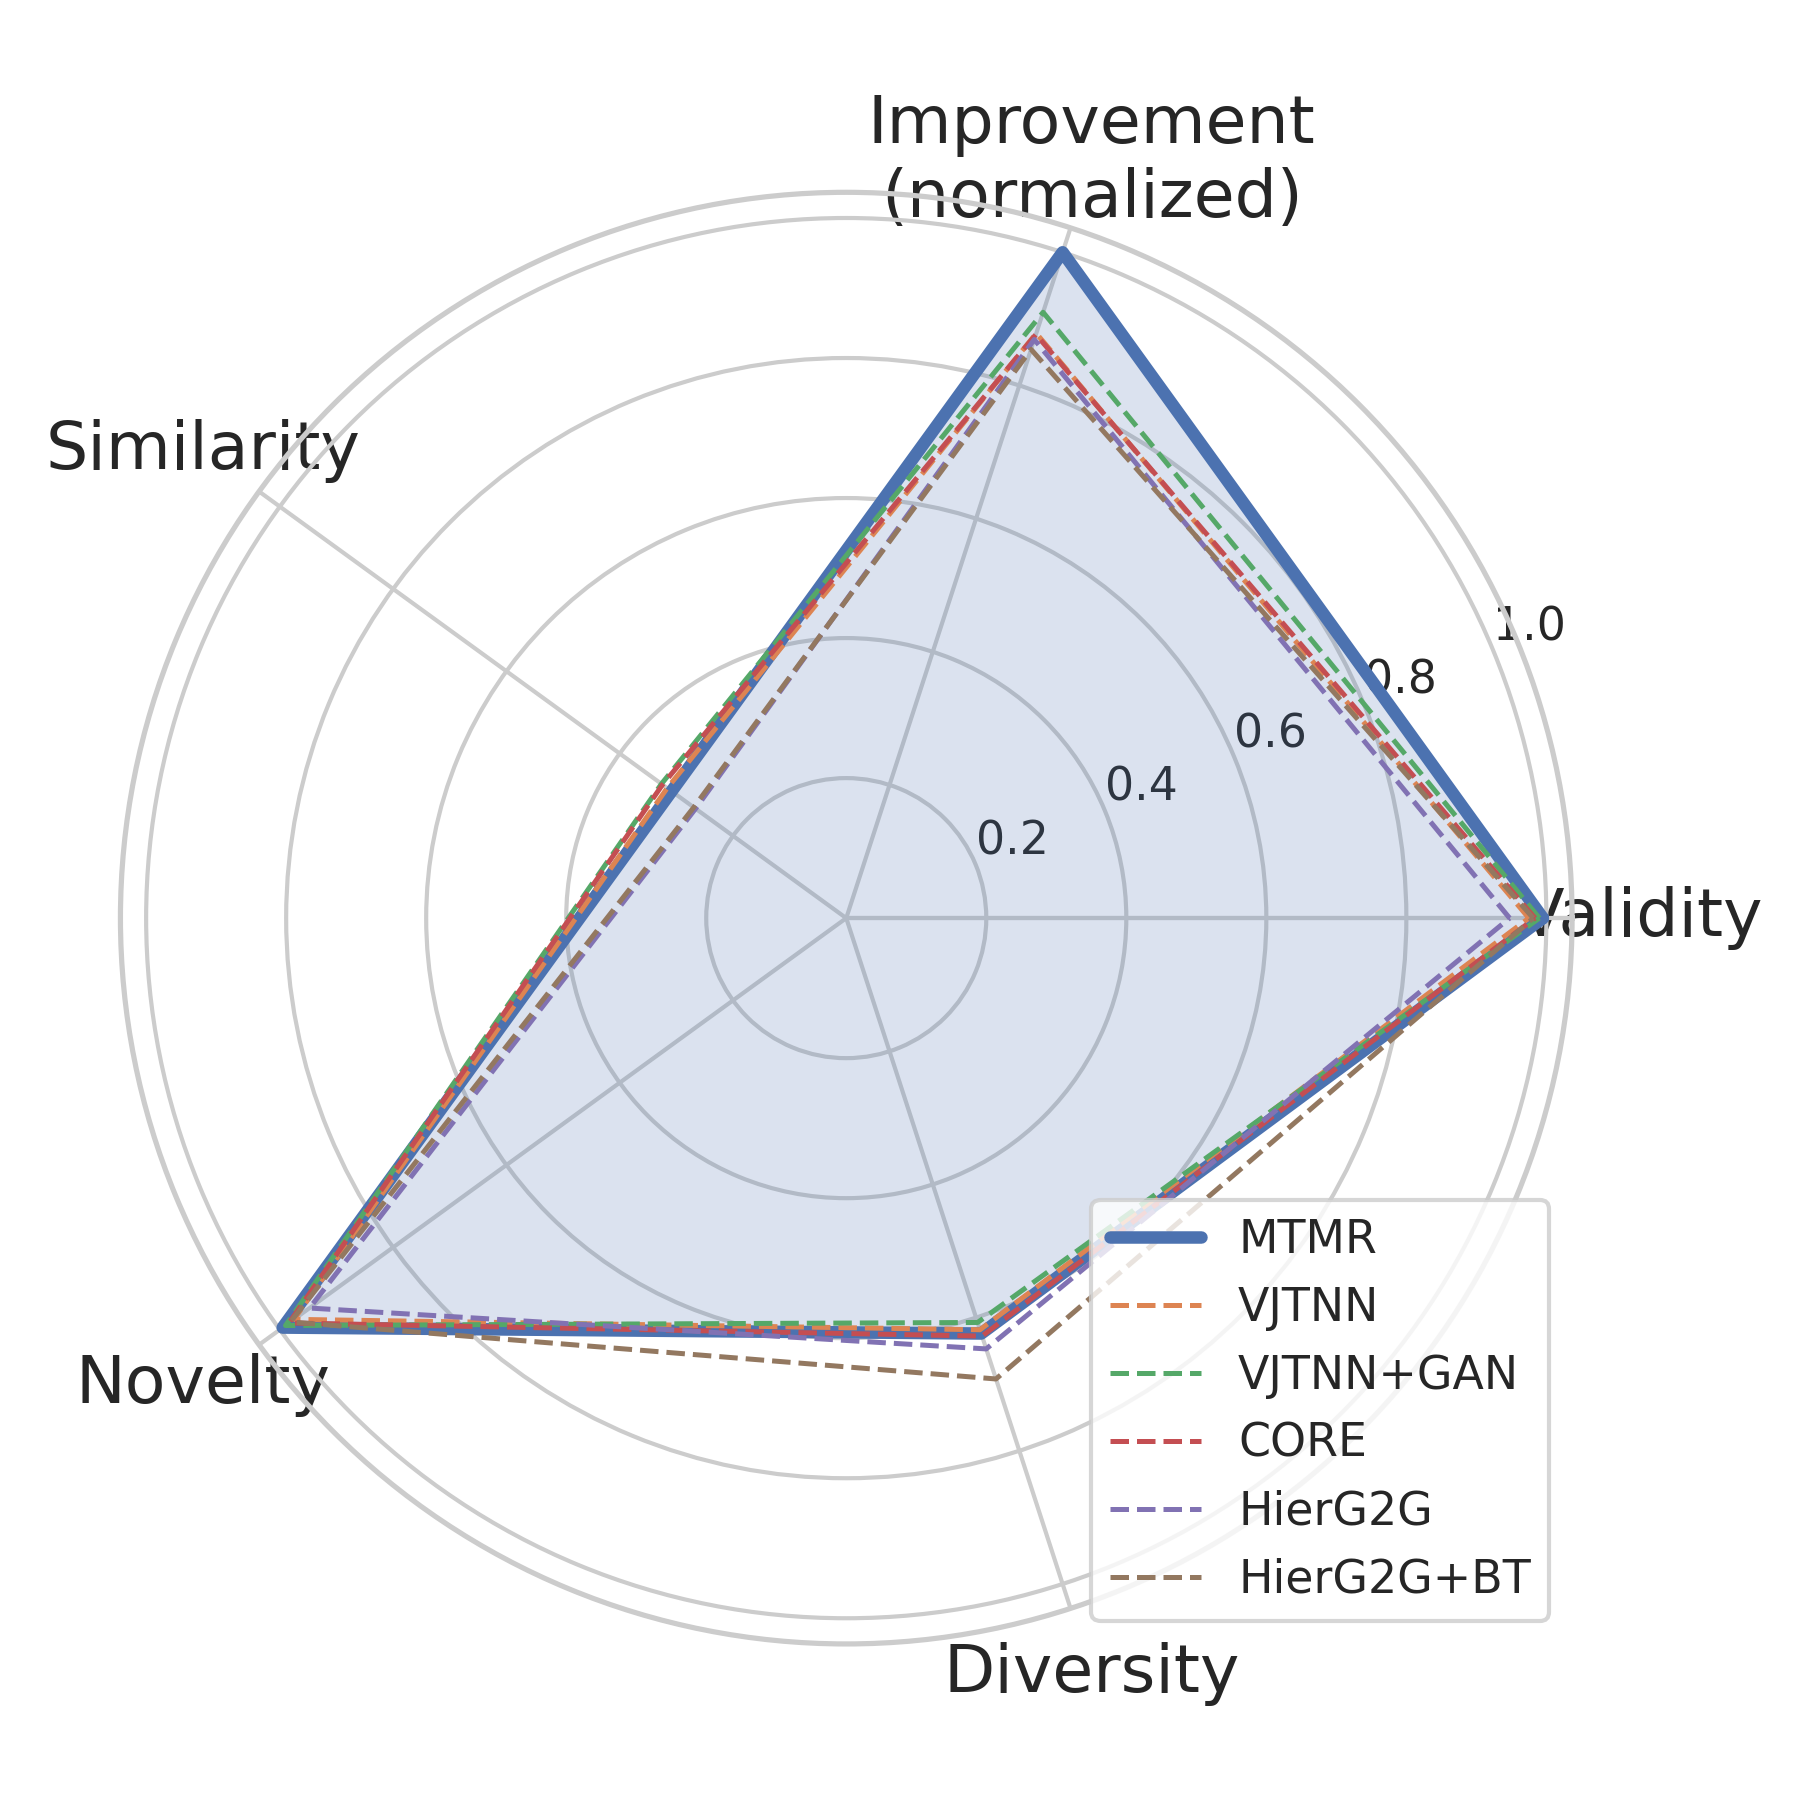 Improvement
(normalized)
Similarity
1.0
0.8
0.6
0.4
0.2
Validity
Novelty
Diversity
MTMR
VJTNN
VJTNN+GAN
CORE
HierG2G
HierG2G+BT